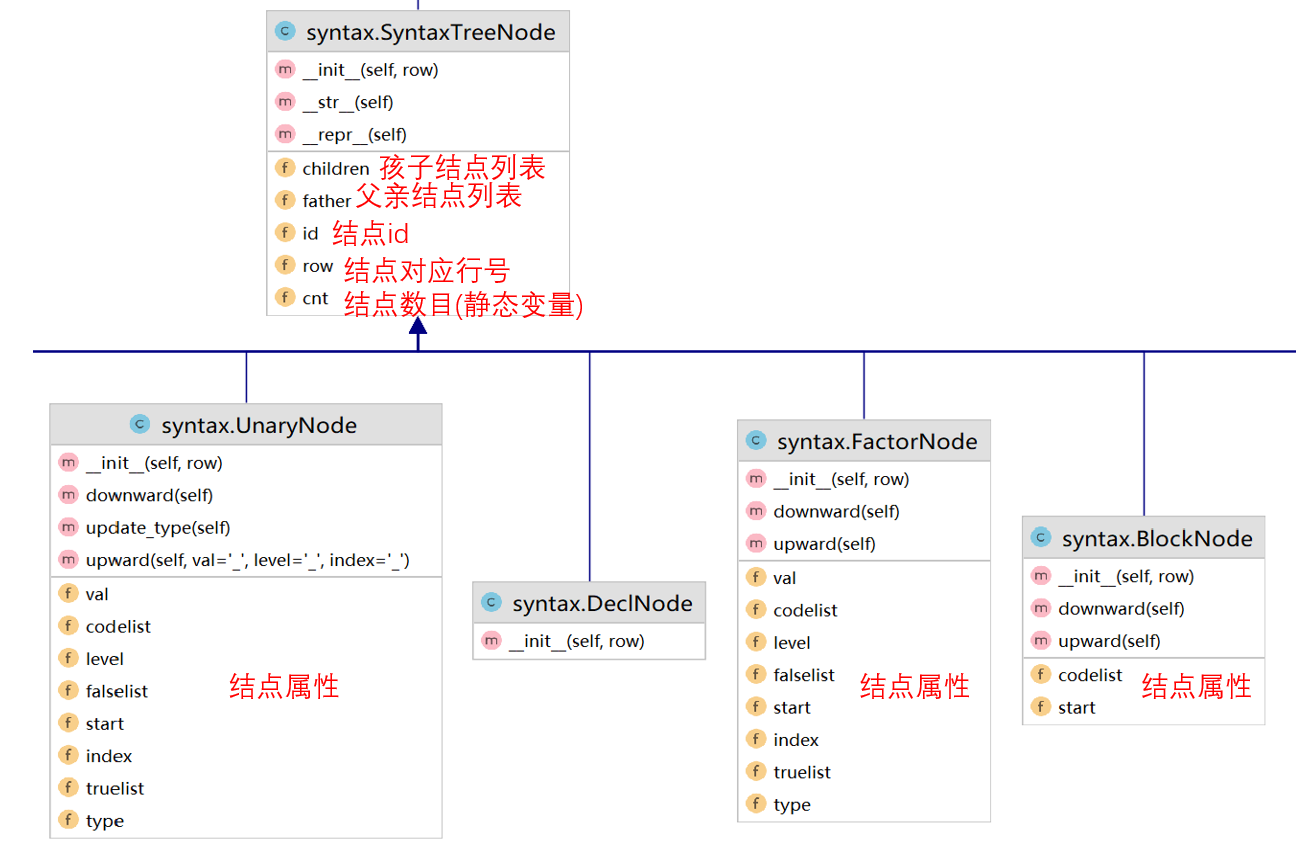 C syntax.SyntaxTreeNode
m __init__(self, row)
m __str__(self)
m __repr__(self)
f children 孩子结点列表
f father 父亲结点列表
f id 结点id
f row 结点对应行号
f cnt 结点数目(静态变量)
C syntax.UnaryNode
m __init__(self, row)
m downward(self)
m update_type(self)
m upward(self, val='_', level='_', index='_')
f val
f codelist
f level
f falselist
结点属性
f start
f index
f truelist
f type
C syntax.DeclNode
m __init__(self, row)
C syntax.FactorNode
m __init__(self, row)
m downward(self)
m upward(self)
f val
f codelist
f level
f falselist
结点属性
f start
f index
f truelist
f type
C syntax.BlockNode
m __init__(self, row)
m downward(self)
m upward(self)
f codelist
结点属性
f start